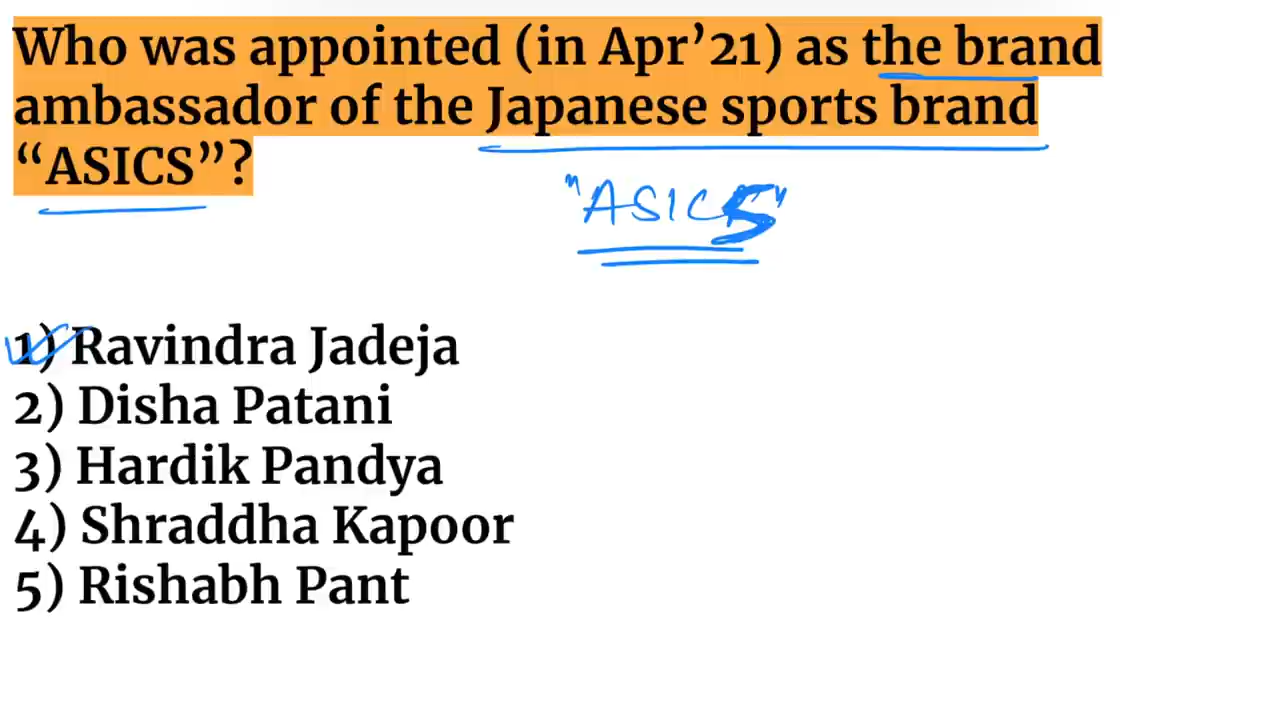 Who was appointed (in Apr’21) as the brand
ambassador of the Japanese sports brand
“ASICS”?
"ASICS"
1) Ravindra Jadeja
2) Disha Patani
3) Hardik Pandya
4) Shraddha Kapoor
5) Rishabh Pant